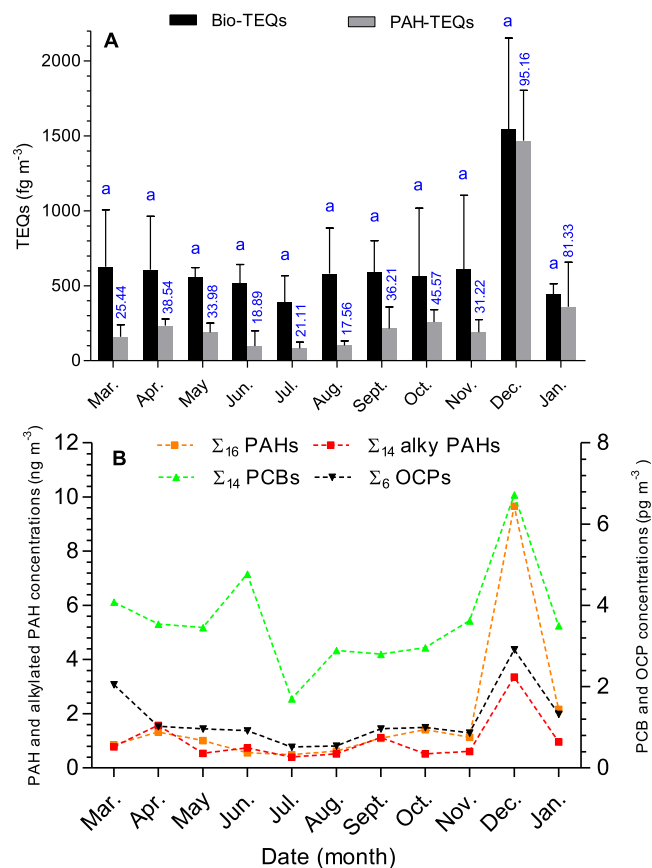 Bio-TEQs PAH-TEQs
A
TEQs (fg m-3)
2000
1500
1000
500
0
a a a a a a a a a a a
25.44 38.54 33.98 18.89 21.11 17.56 36.21 45.57 31.22 95.16 81.33
Mar. Apr. May Jun. Jul. Aug. Sept. Oct. Nov. Dec. Jan.
B
Σ16 PAHs Σ14 alky PAHs
Σ14 PCBs Σ6 OCPs
PAH and alkylated PAH concentrations (ng m-3)
12
10
8
6
4
2
0
PCB and OCP concentrations (pg m-3)
8
6
4
2
0
Mar. Apr. May Jun. Jul. Aug. Sept. Oct. Nov. Dec. Jan.
Date (month)